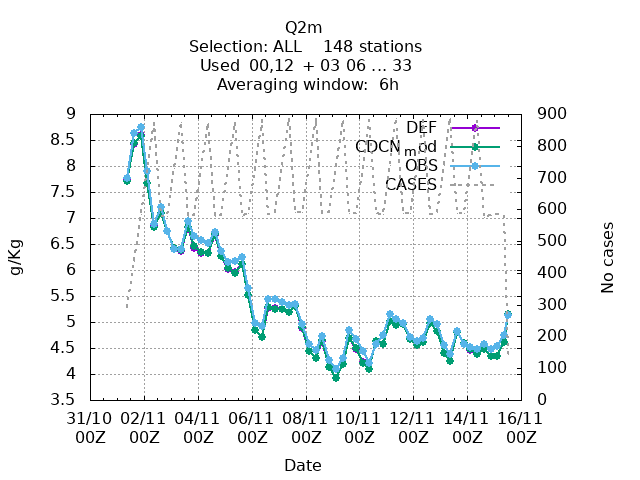 Q2m
Selection: ALL 148 stations
Used 00,12 + 03 06 ... 33
Averaging window: 6h
9
8.5
8
7.5
7
6.5
6
5.5
5
4.5
4
3.5
g/Kg
900
800
700
600
500
400
300
200
100
0
No cases
DEF
CDCN_mod
OBS
CASES
31/10 02/11 04/11 06/11 08/11 10/11 12/11 14/11 16/11
00Z 00Z 00Z 00Z 00Z 00Z 00Z 00Z 00Z
Date